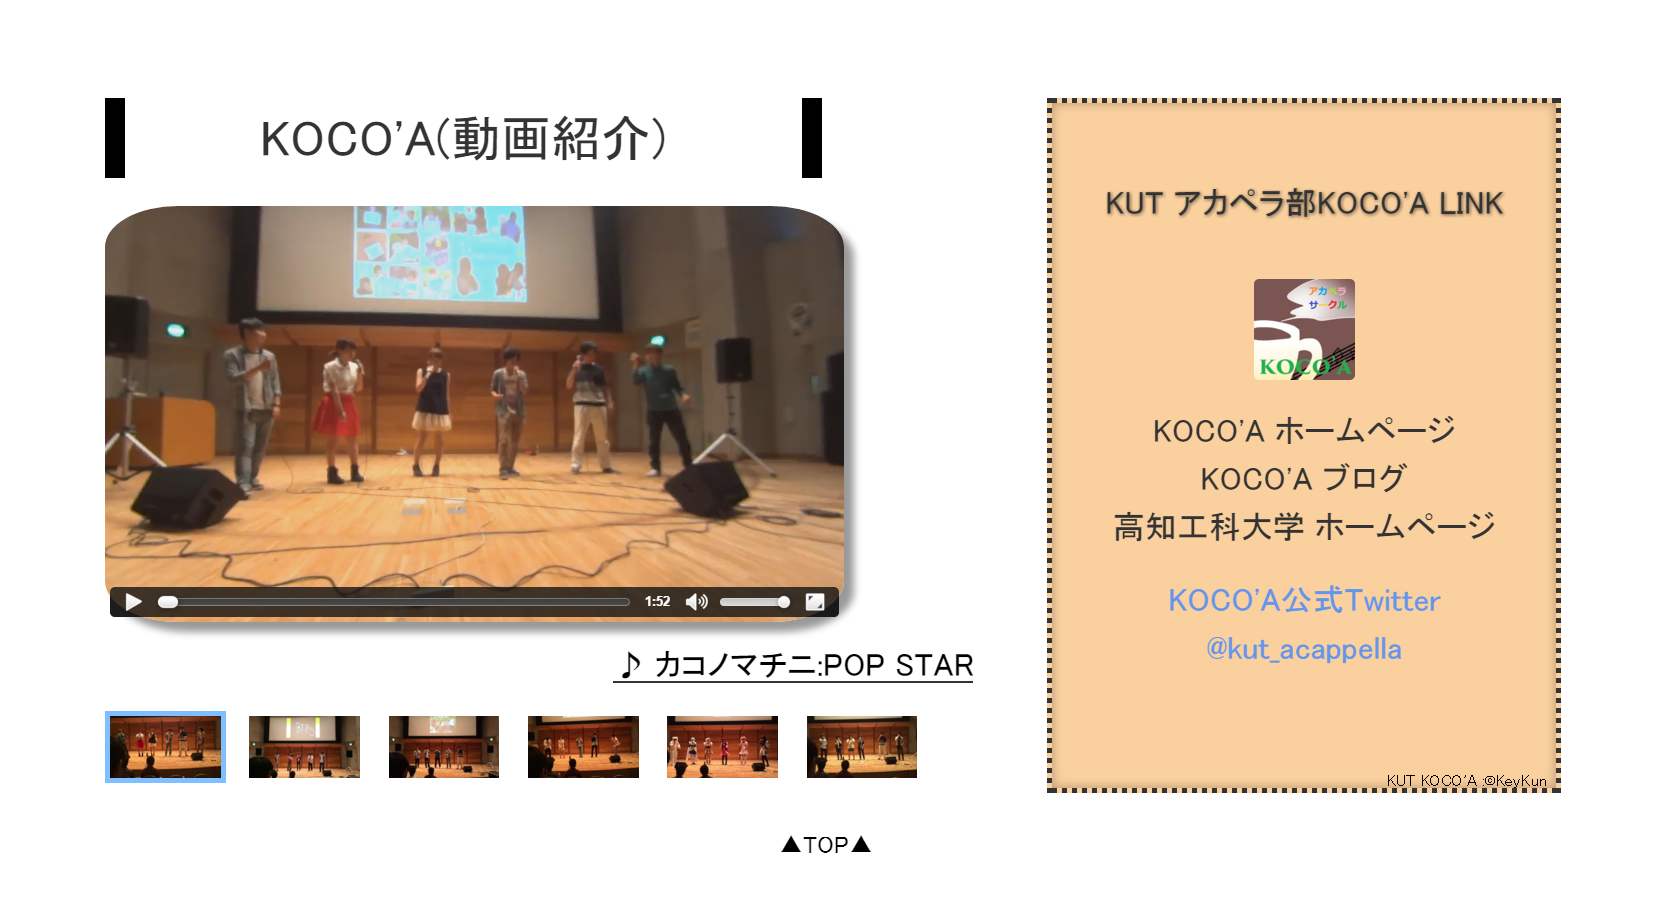 KOCO'A(動画紹介)
1:52
♪ カコノマチニ:POP STAR
▲TOP▲
KUT アカペラ部KOCO'A LINK
アカペラ
サークル
KOCO'A
KOCO'A ホームページ
KOCO'A ブログ
高知工科大学 ホームページ
KOCO'A公式Twitter
@kut_acappella
KUT KOCO'A :©KeyKun